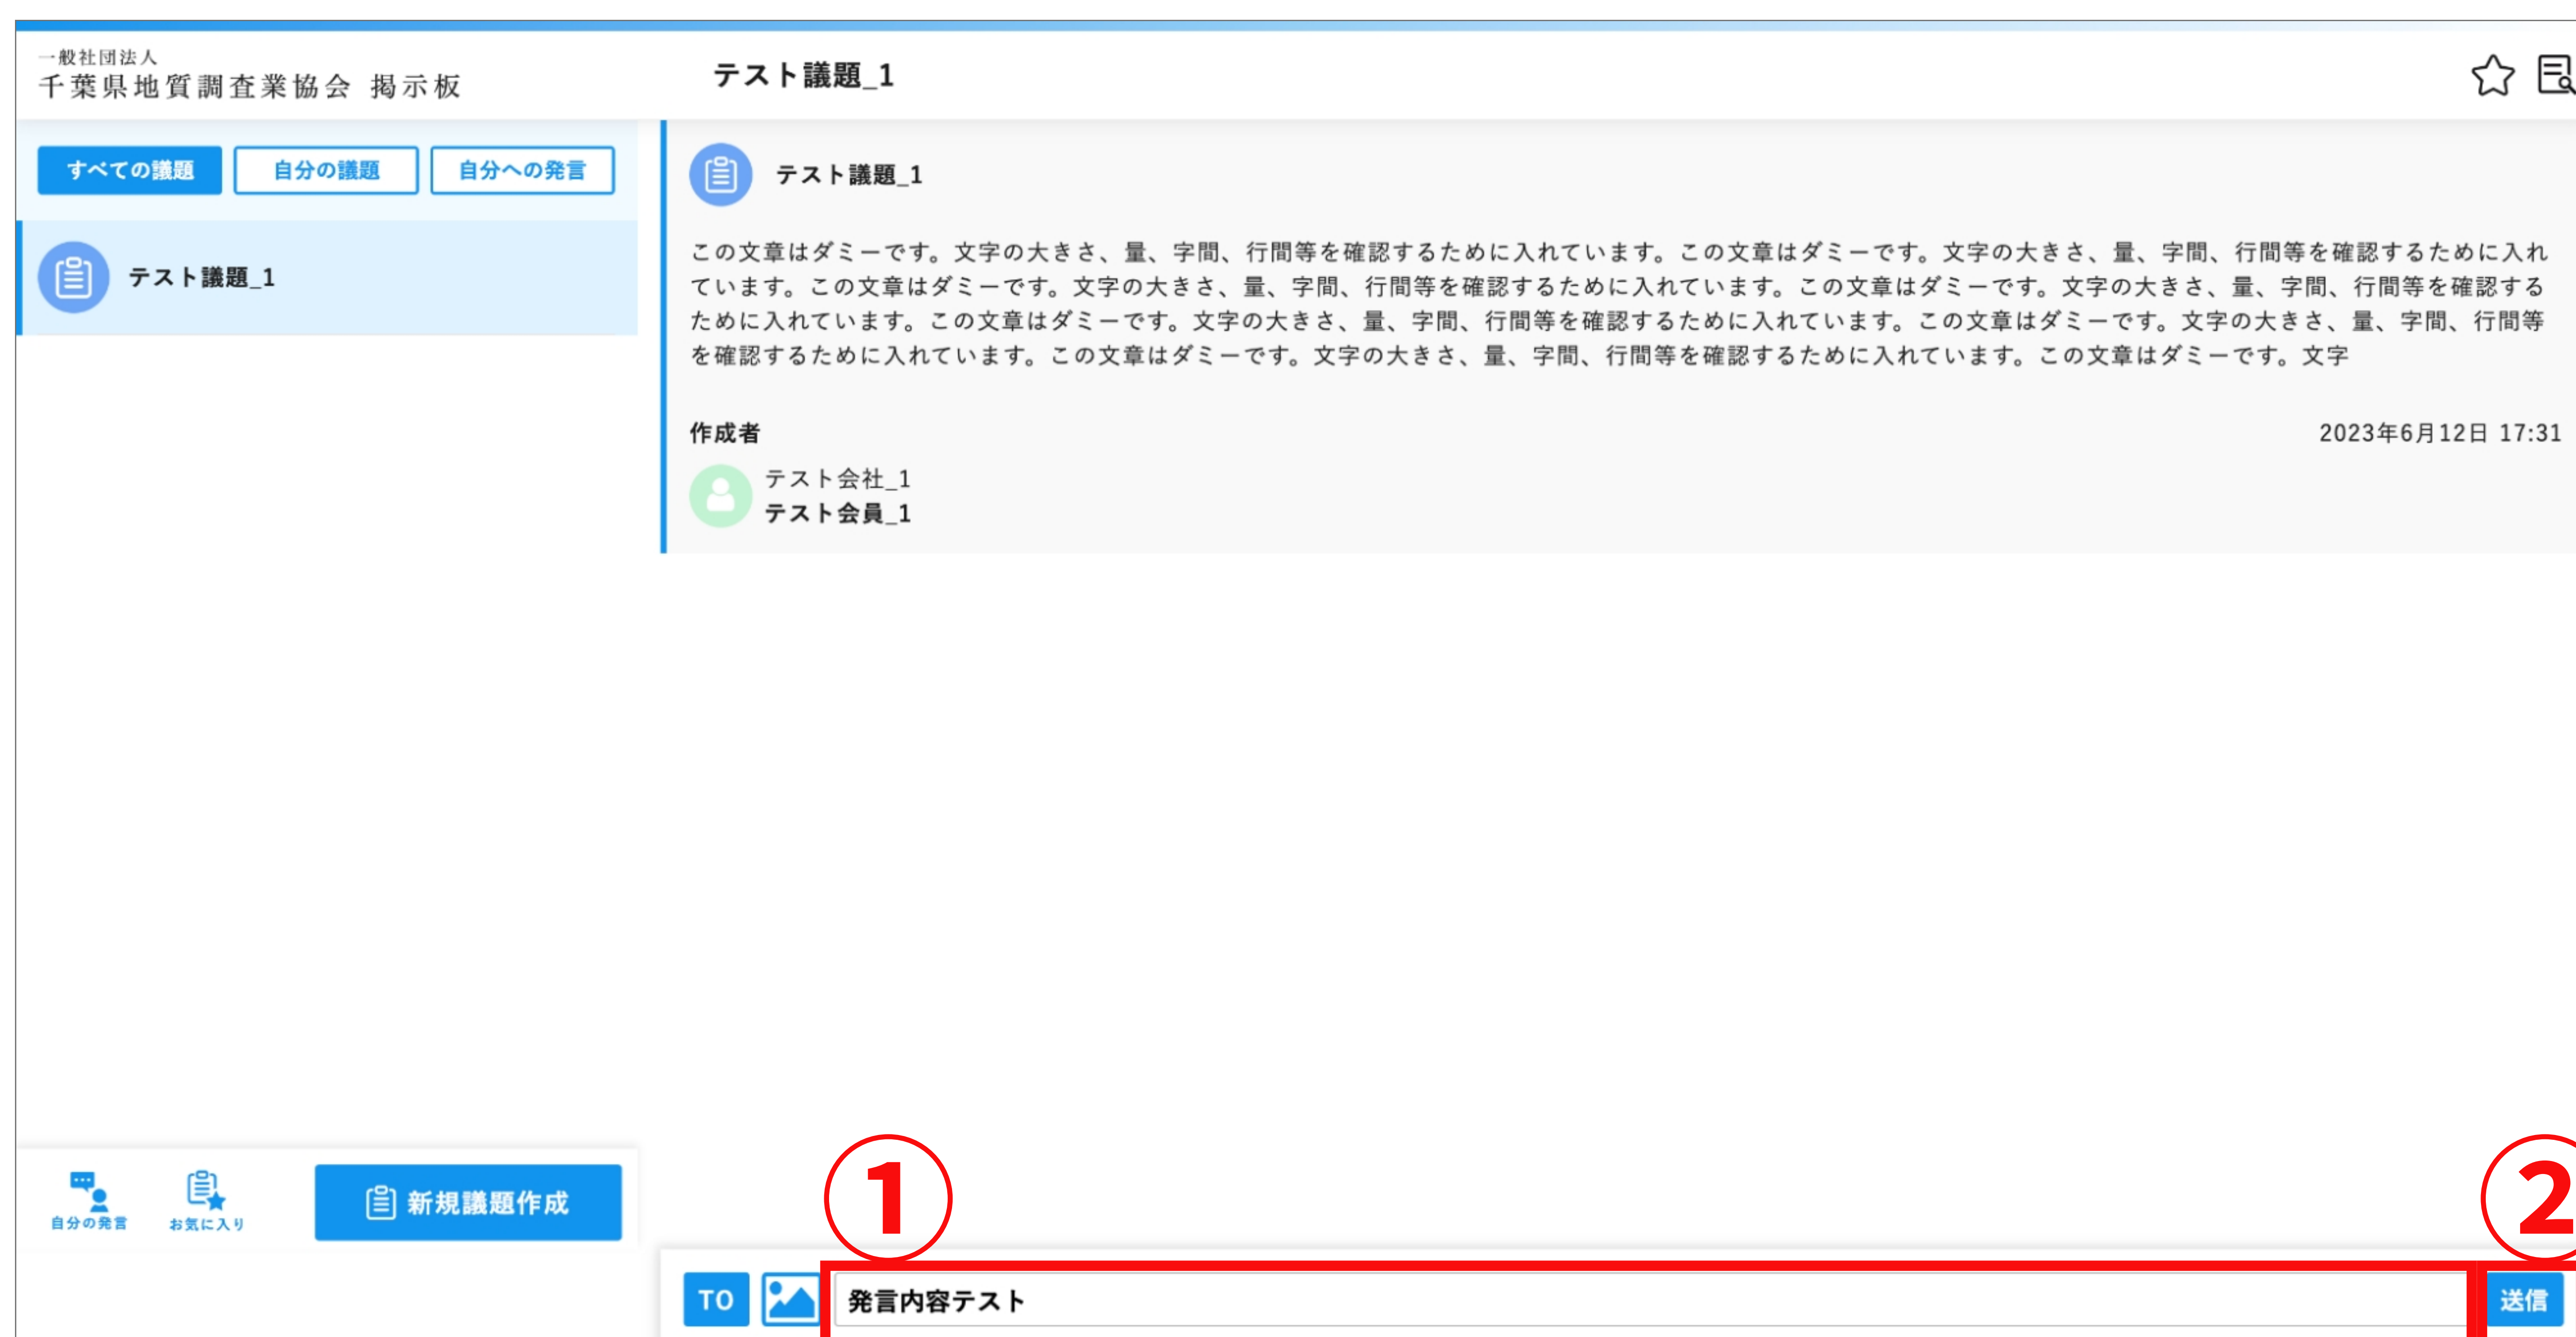 一般社団法人
千葉県地質調査業協会 掲示板
テスト議題_1
すべての議題
自分の議題
自分への発言
テスト議題_1
テスト議題_1
この文章はダミーです。文字の大きさ、量、字間、行間等を確認するために入れています。この文章はダミーです。文字の大きさ、量、字間、行間等を確認するために入れ
ています。この文章はダミーです。文字の大きさ、量、字間、行間等を確認するために入れています。この文章はダミーです。文字の大きさ、量、字間、行間等を確認する
ために入れています。この文章はダミーです。文字の大きさ、量、字間、行間等を確認するために入れています。この文章はダミーです。文字の大きさ、量、字間、行間等
を確認するために入れています。この文章はダミーです。文字の大きさ、量、字間、行間等を確認するために入れています。この文章はダミーです。文字
作成者
2023年6月12日 17:31
テスト会社_1
テスト会員_1
自分の発言
お気に入り
新規議題作成
①
②
TO
発言内容テスト
送信